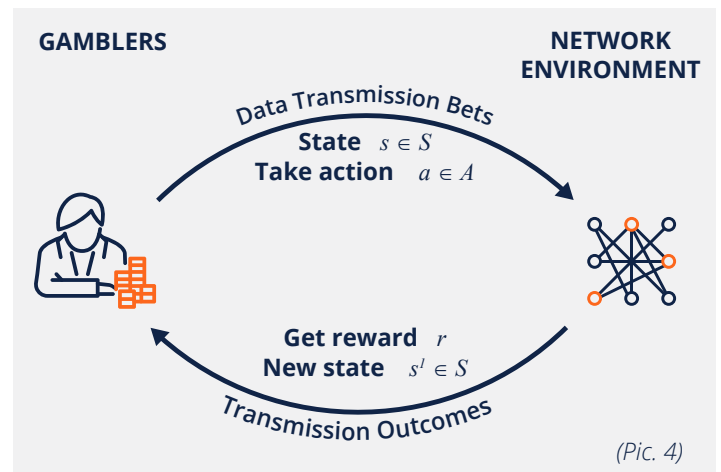 GAMBLERS
NETWORK
ENVIRONMENT
Data Transmission Bets
State s ∈ S
Take action a ∈ A
Get reward r
New state s¹ ∈ S
Transmission Outcomes
(Pic. 4)